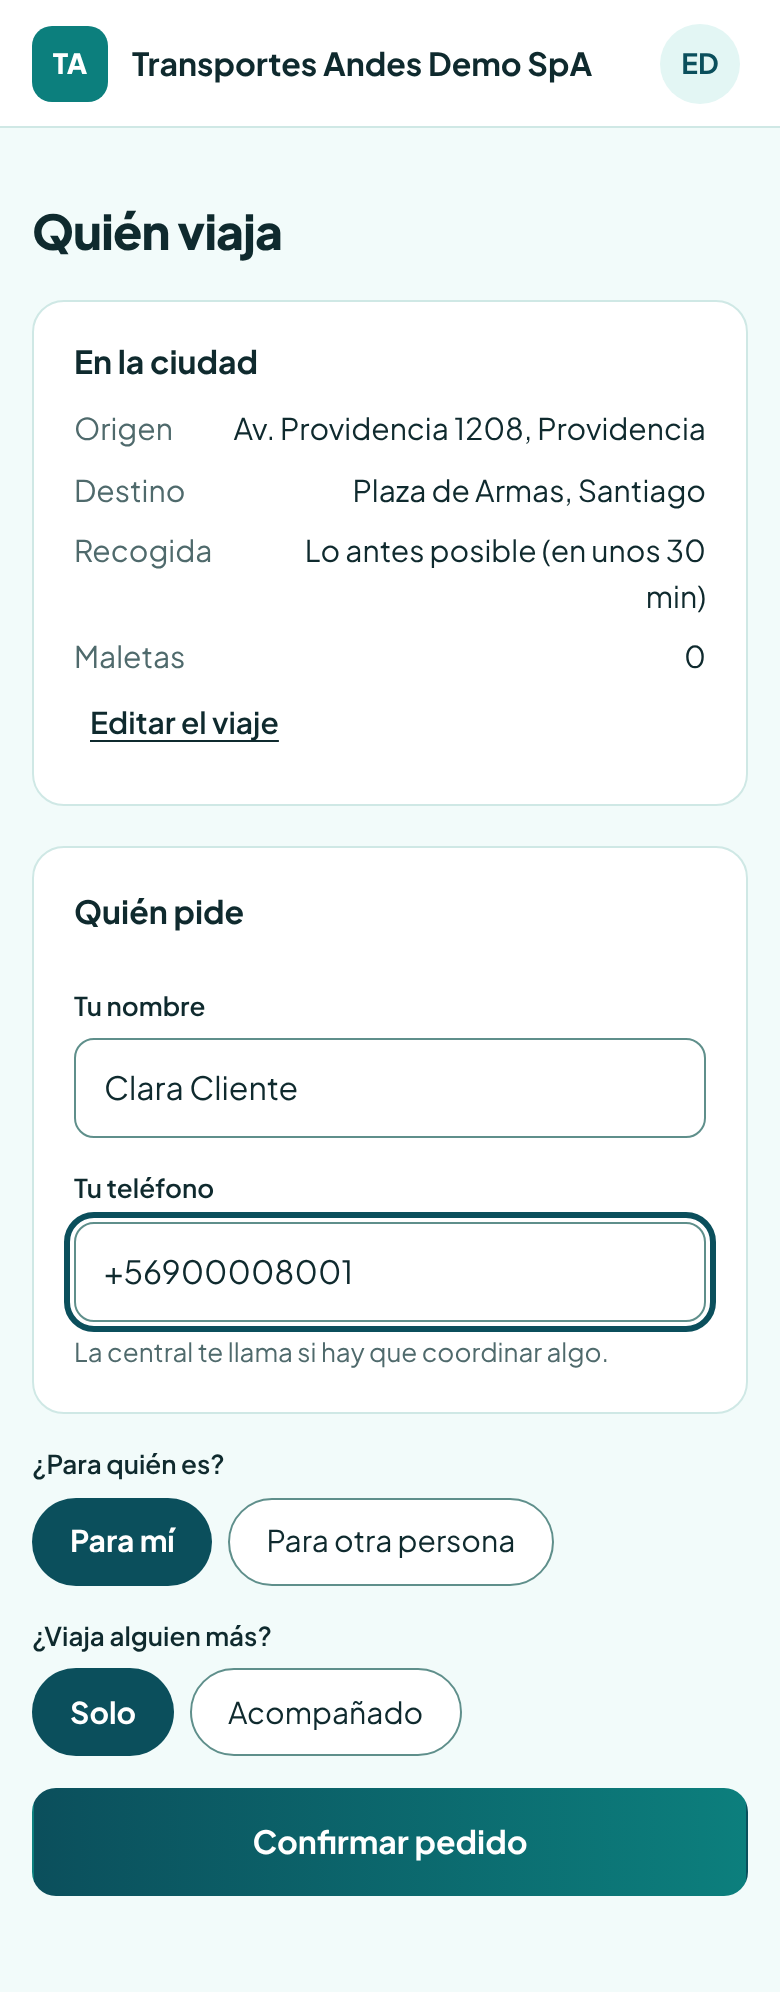 TA
Transportes Andes Demo SpA
ED
Quién viaja
En la ciudad
Origen Av. Providencia 1208, Providencia
Destino Plaza de Armas, Santiago
Recogida Lo antes posible (en unos 30
min)
Maletas 0
Editar el viaje
Quién pide
Tu nombre
Clara Cliente
Tu teléfono
+56900008001
La central te llama si hay que coordinar algo.
¿Para quién es?
Para mí Para otra persona
¿Viaja alguien más?
Solo Acompañado
Confirmar pedido